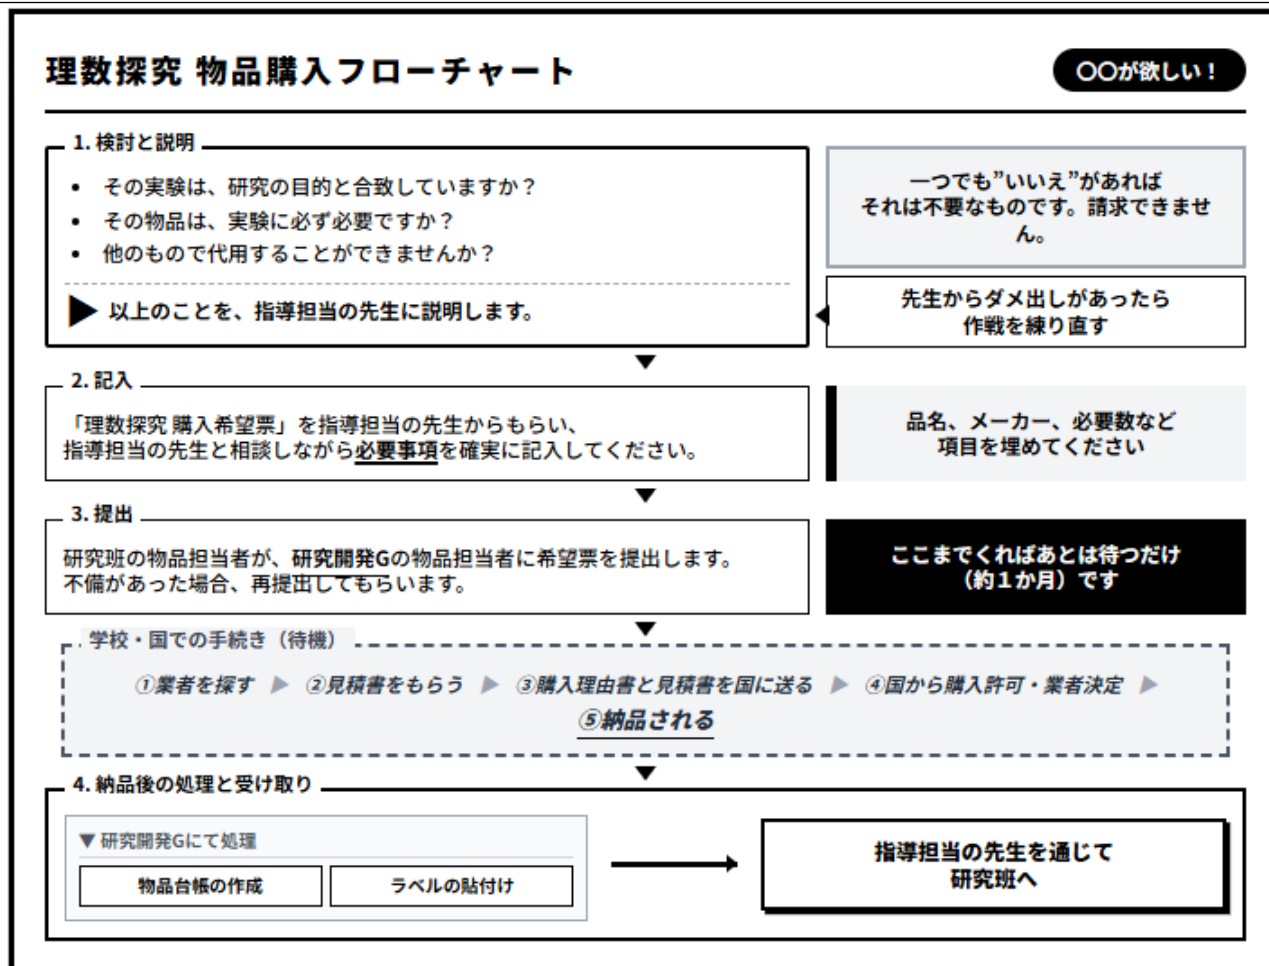 理数探究 物品購入フローチャート
〇〇が欲しい！
1. 検討と説明
• その実験は、研究の目的と合致していますか？
• その物品は、実験に必ず必要ですか？
• 他のもので代用することができませんか？
▶ 以上のことを、指導担当の先生に説明します。
一つでも”いいえ”があれば
それは不要なものです。請求できませ
ん。
先生からダメ出しがあったら
作戦を練り直す
2. 記入
「理数探究 購入希望票」を指導担当の先生からもらい、
指導担当の先生と相談しながら必要事項を確実に記入してください。
品名、メーカー、必要数など
項目を埋めてください
3. 提出
研究班の物品担当者が、研究開発Gの物品担当者に希望票を提出します。
不備があった場合、再提出してもらいます。
ここまでくればあとは待つだけ
（約１か月）です
学校・国での手続き（待機）
①業者を探す ▶ ②見積書をもらう ▶ ③購入理由書と見積書を国に送る ▶ ④国から購入許可・業者決定 ▶
⑤納品される
4. 納品後の処理と受け取り
▼ 研究開発Gにて処理
物品台帳の作成
ラベルの貼付け
指導担当の先生を通じて
研究班へ